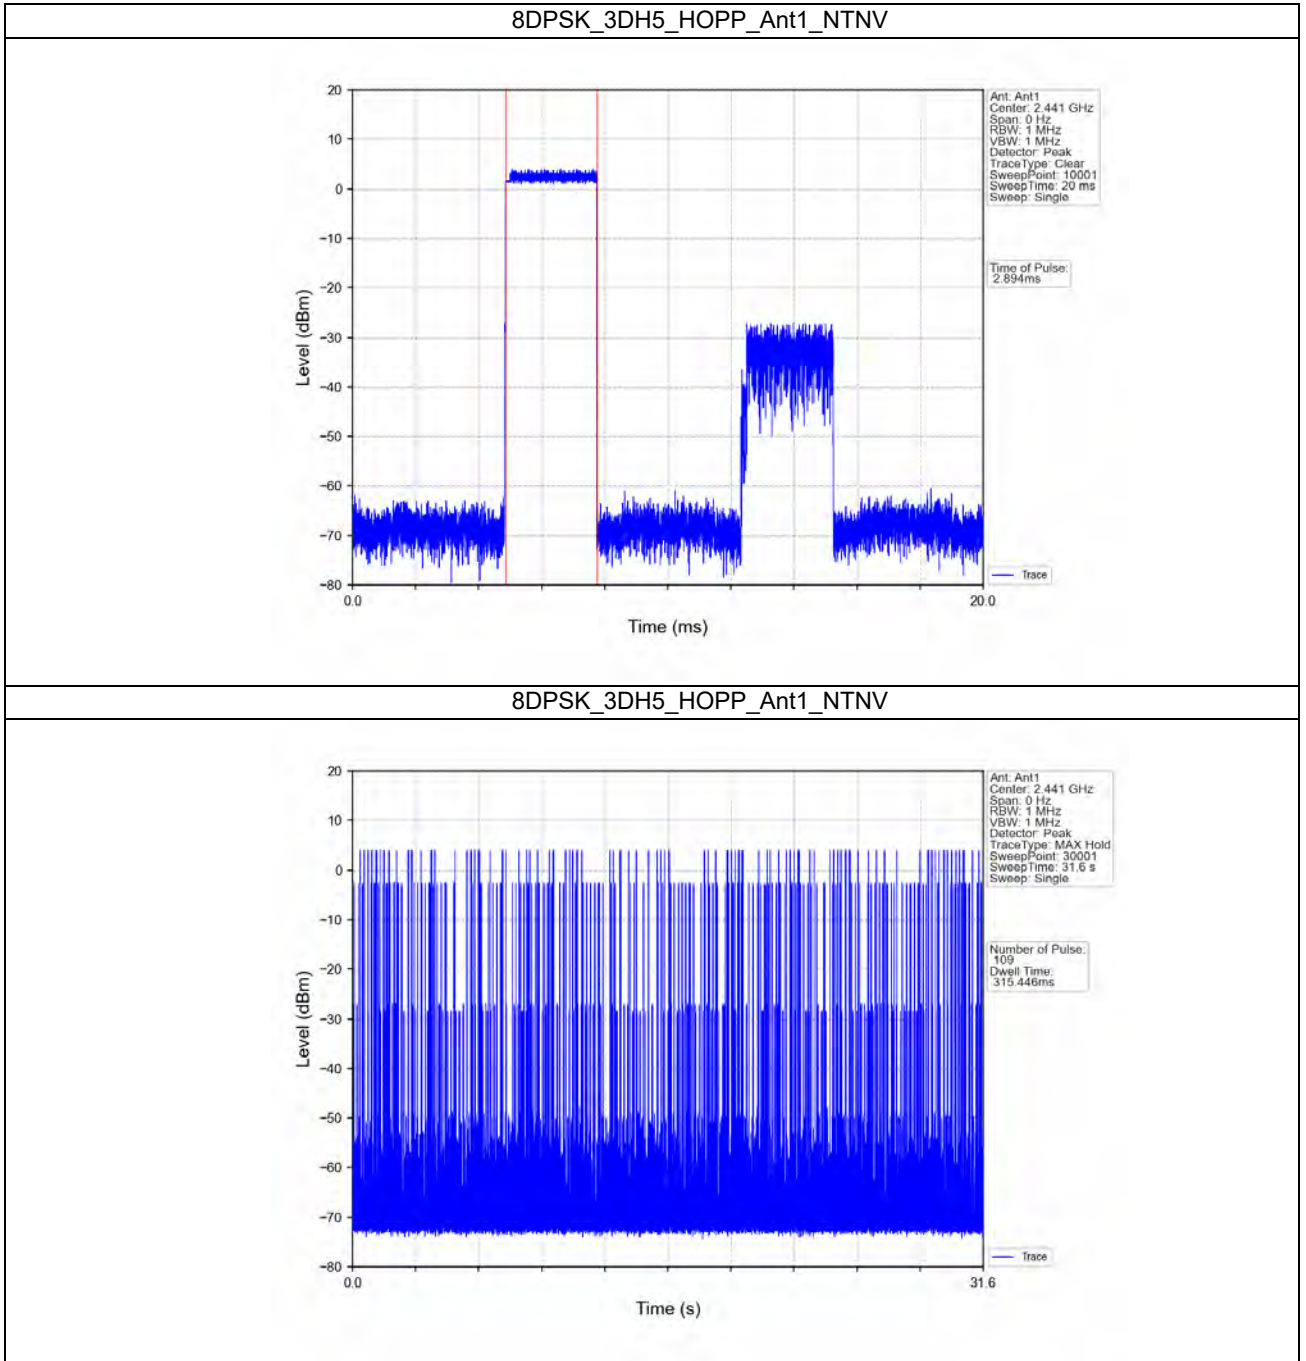 8DPSK_3DH5_HOPP_Ant1_NTNV
20
10
0
−10
−20
−30
−40
−50
−60
−70
−80
Level (dBm)
0.0
20.0
Time (ms)
Ant: Ant1
Center: 2.441 GHz
Span: 0 Hz
RBW: 1 MHz
VBW: 1 MHz
Detector: Peak
TraceType: Clear
SweepPoint: 10001
SweepTime: 20 ms
Sweep: Single
Time of Pulse:
2.894ms
Trace
8DPSK_3DH5_HOPP_Ant1_NTNV
20
10
0
−10
−20
−30
−40
−50
−60
−70
−80
Level (dBm)
0.0
31.6
Time (s)
Ant: Ant1
Center: 2.441 GHz
Span: 0 Hz
RBW: 1 MHz
VBW: 1 MHz
Detector: Peak
TraceType: MAX Hold
SweepPoint: 30001
SweepTime: 31.6 s
Sweep: Single
Number of Pulse:
109
Dwell Time:
315.446ms
Trace